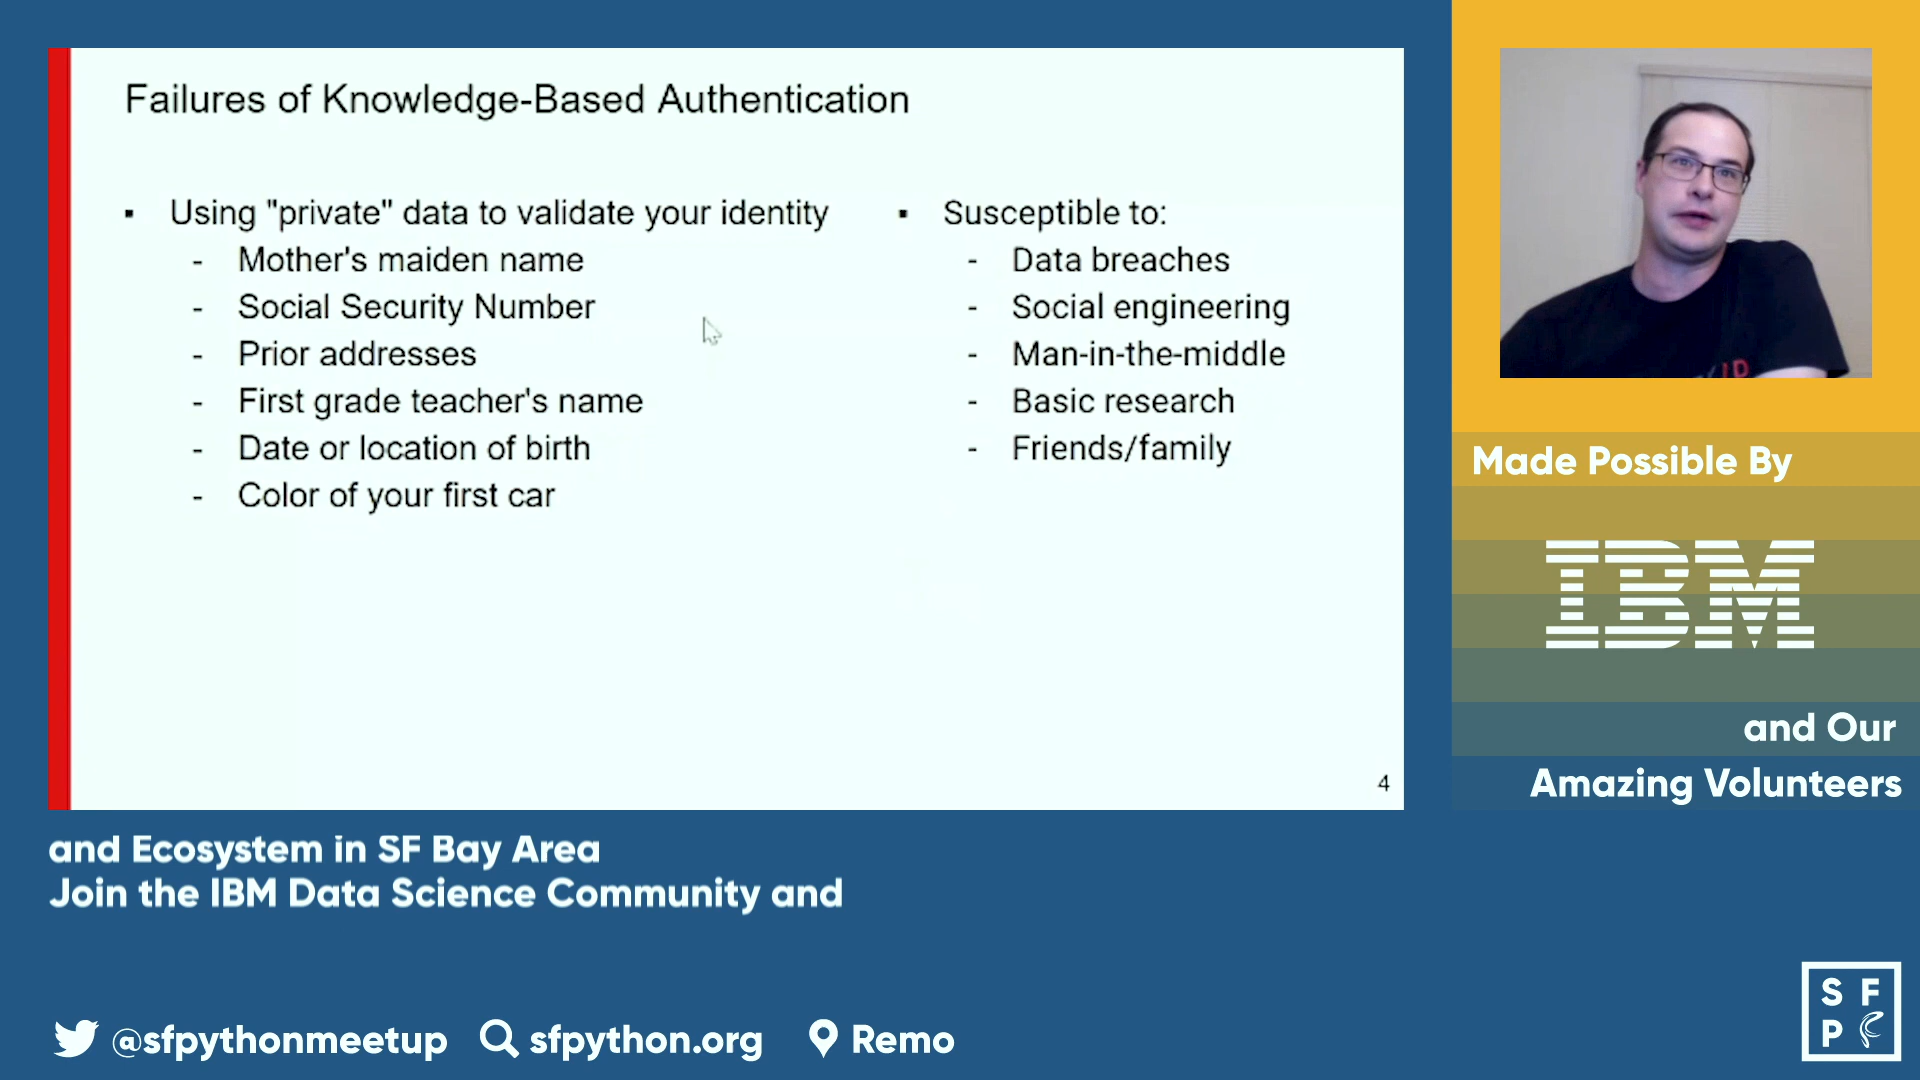 Failures of Knowledge-Based Authentication
▪ Using "private" data to validate your identity
- Mother's maiden name
- Social Security Number
- Prior addresses
- First grade teacher's name
- Date or location of birth
- Color of your first car
▪ Susceptible to:
- Data breaches
- Social engineering
- Man-in-the-middle
- Basic research
- Friends/family
4
Made Possible By
IBM
and Our
Amazing Volunteers
and Ecosystem in SF Bay Area
Join the IBM Data Science Community and
@sfpythonmeetup
sfpython.org
Remo
S F
P